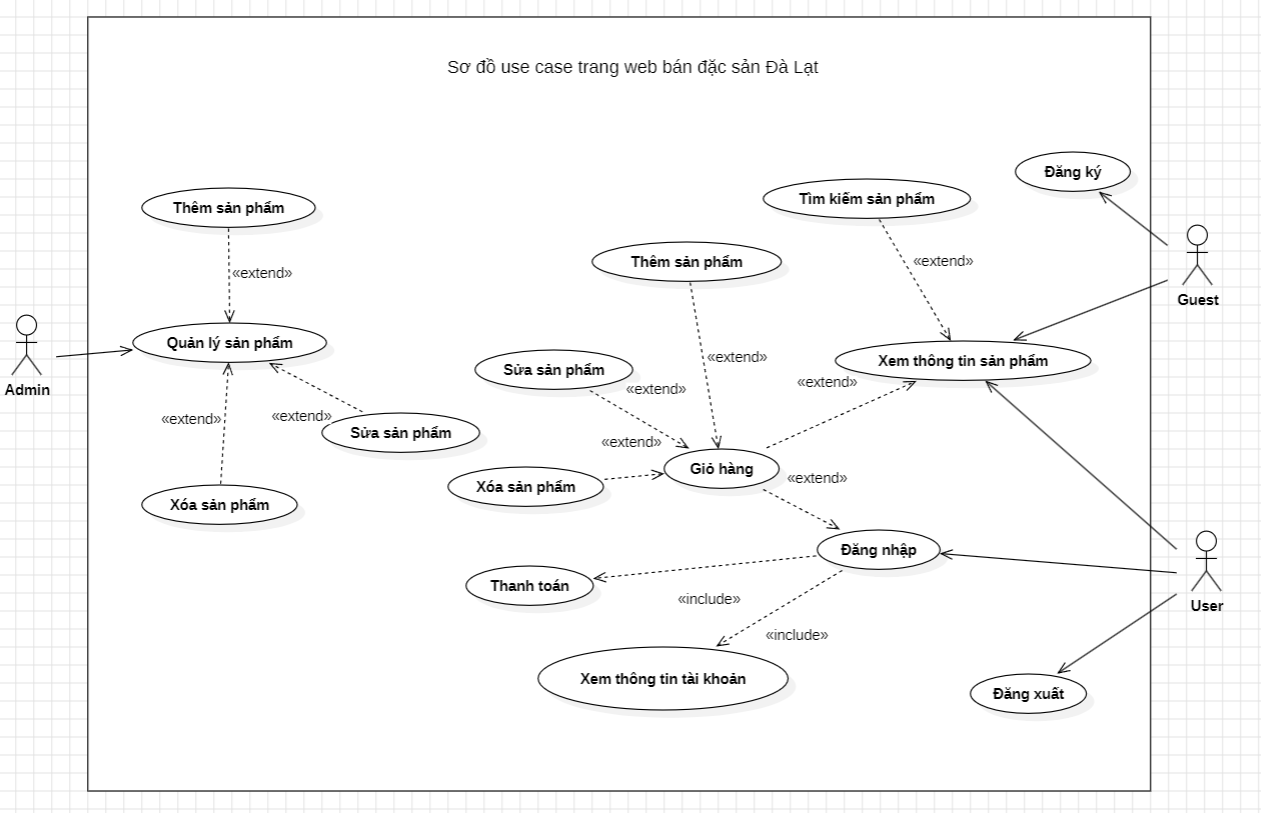 Sơ đồ use case trang web bán đặc sản Đà Lạt
Đăng ký
Thêm sản phẩm
Tìm kiếm sản phẩm
Thêm sản phẩm
«extend»
«extend»
Guest
Quản lý sản phẩm
Admin
«extend»
Xem thông tin sản phẩm
Sửa sản phẩm
«extend»
«extend»
«extend»
«extend»
Sửa sản phẩm
«extend»
Giỏ hàng
«extend»
Xóa sản phẩm
Xóa sản phẩm
Đăng nhập
Thanh toán
«include»
User
«include»
Xem thông tin tài khoản
Đăng xuất